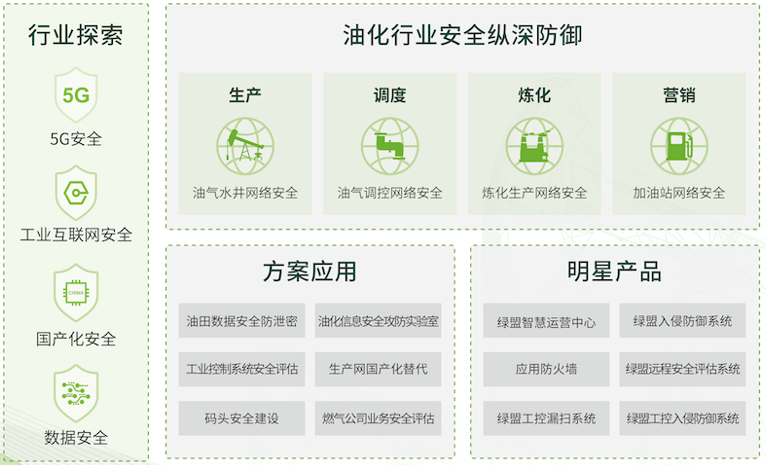 行业探索
5G
5G安全
工业互联网安全
CHINA
国产化安全
数据安全
油化行业安全纵深防御
生产
油气水井网络安全
调度
油气调控网络安全
炼化
炼化生产网络安全
营销
加油站网络安全
方案应用
油田数据安全防泄密
油化信息安全攻防实验室
工业控制系统安全评估
生产网国产化替代
码头安全建设
燃气公司业务安全评估
明星产品
绿盟智慧运营中心
绿盟入侵防御系统
应用防火墙
绿盟远程安全评估系统
绿盟工控漏扫系统
绿盟工控入侵防御系统